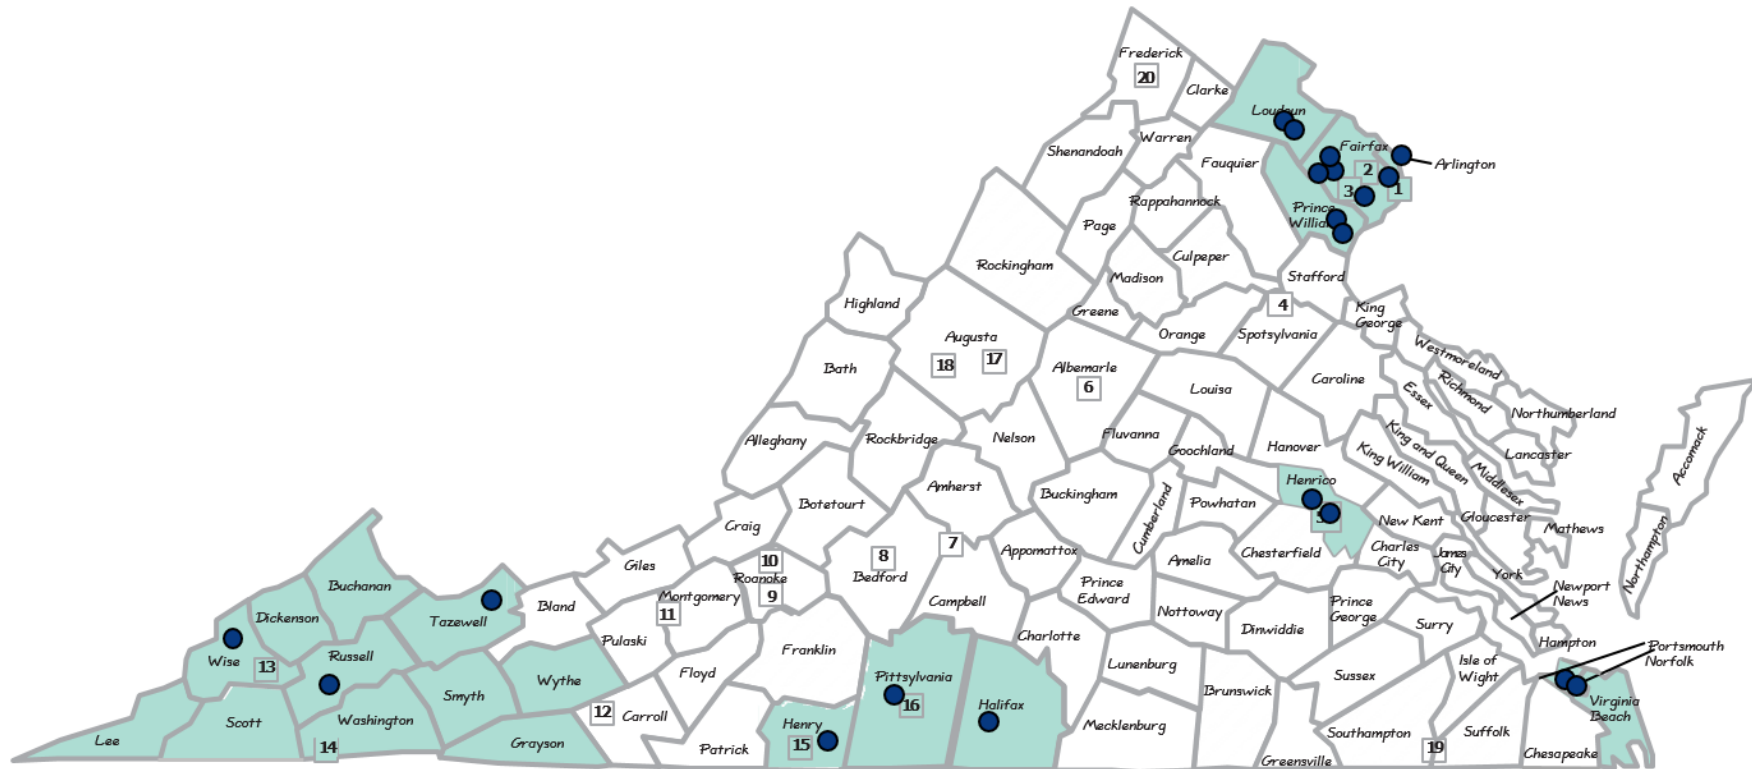 Frederick
20
Clarke
Loudoun
Warren
Shenandoah
Fairfax
Arlington
Fauquier
2
1
3
Rappahannock
Prince
William
Page
Culpeper
Rockingham
Madison
Stafford
Highland
Greene
4
King
George
Orange
Spotsylvania
Augusta
18
17
Westmoreland
Bath
Albemarle
6
Louisa
Caroline
Essex
Richmond
Northumberland
Alleghany
Rockbridge
Nelson
Fluvanna
Goochland
Hanover
King and Queen
King William
Lancaster
Middlesex
Accomack
Henrico
5
Amherst
Buckingham
Cumberland
Powhatan
Botetourt
Craig
New Kent
Gloucester
Mathews
Northampton
7
8
Bedford
Appomattox
Amelia
Chesterfield
Charles
City
James
City
York
Newport
News
Giles
10
Roanoke
9
Montgomery
11
Buchanan
Dickenson
Tazewell
Bland
Campbell
Prince
Edward
Nottoway
Dinwiddie
Prince
George
Surry
Hampton
Portsmouth
Norfolk
Wise
13
Russell
Pulaski
Franklin
Charlotte
Lunenburg
Isle of
Wight
Sussex
Wythe
Smyth
Floyd
Pittsylvania
16
Halifax
Brunswick
Virginia
Beach
Scott
Washington
12
Carroll
Henry
15
Mecklenburg
Southampton
19
Suffolk
Lee
14
Grayson
Patrick
Greensville
Chesapeake